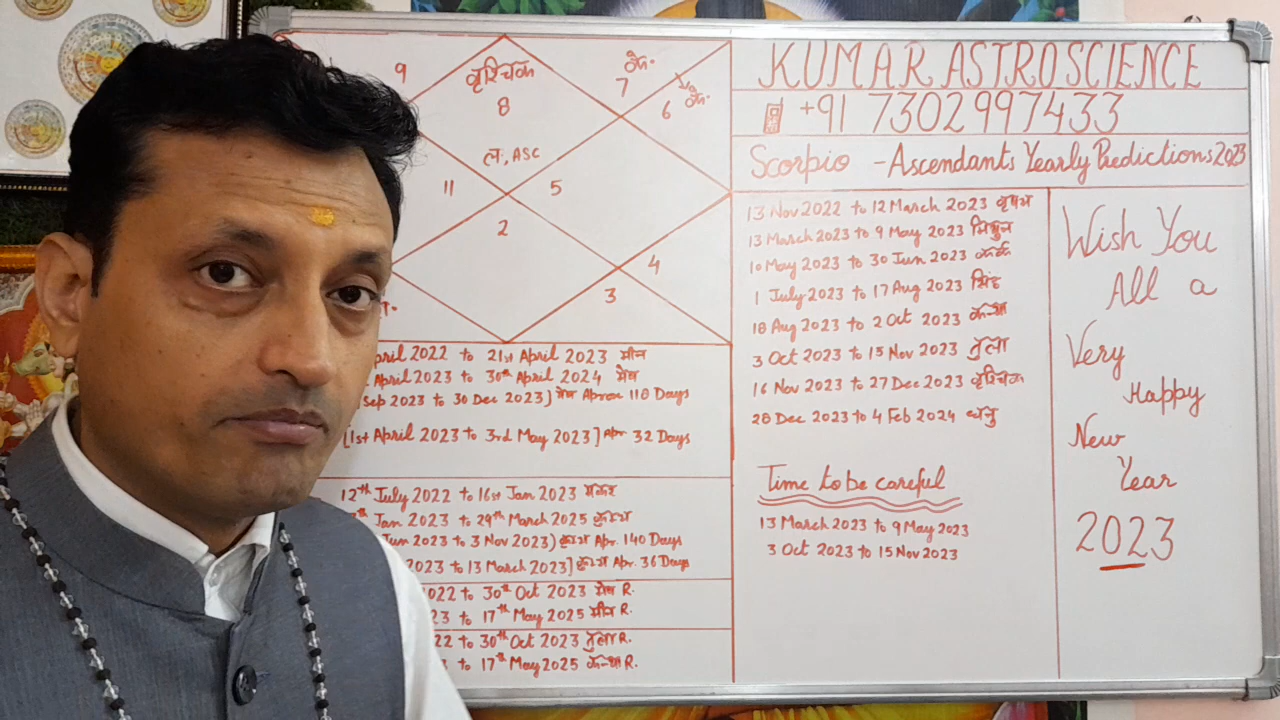 9
वृश्चिक
8
के.
7
के.
6
ल., ASC
11
5
2
4
3
pril 2022 to 21st April 2023 मीन
April 2023 to 30th April 2024 मेष
Sep 2023 to 30 Dec 2023) मेष Aprox 118 Days
[1st April 2023 to 3rd May 2023] Apr 32 Days
12th July 2022 to 16st Jan 2023 मकर
Jan 2023 to 29th March 2025 कुम्भ
Jun 2023 to 3 Nov 2023) कुम्भ Apr. 140 Days
2023 to 13 March 2023] कुम्भ Apr. 36 Days
022 to 30th Oct 2023 मेष R.
23 to 17th May 2025 मीन R.
22 to 30th Oct 2023 तुला R.
to 17th May 2025 कन्या R.
KUMAR ASTROSCIENCE
+91 7302997433
Scorpio - Ascendants Yearly Predictions 2023
13 Nov 2022 to 12 March 2023 वृषभ
13 March 2023 to 9 May 2023 मिथुन
10 May 2023 to 30 Jun 2023 कर्क
1 July 2023 to 17 Aug 2023 सिंह
18 Aug 2023 to 2 Oct 2023 कन्या
3 Oct 2023 to 15 Nov 2023 तुला
16 Nov 2023 to 27 Dec 2023 वृश्चिक
28 Dec 2023 to 4 Feb 2024 धनु
Time to be careful
13 March 2023 to 9 May 2023
3 Oct 2023 to 15 Nov 2023
Wish You
All a
Very
Happy
New
Year
2023